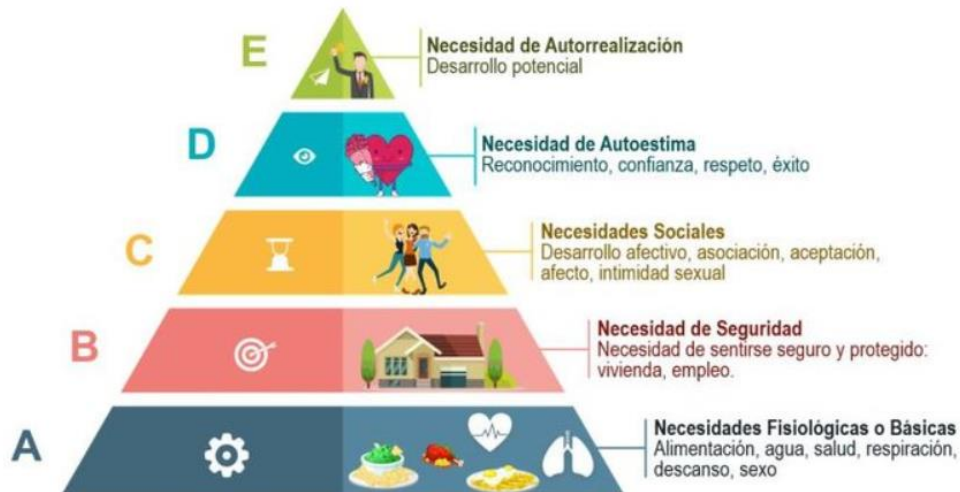 E
Necesidad de Autorrealización
Desarrollo potencial
D
Necesidad de Autoestima
Reconocimiento, confianza, respeto, éxito
C
Necesidades Sociales
Desarrollo afectivo, asociación, aceptación,
afecto, intimidad sexual
B
Necesidad de Seguridad
Necesidad de sentirse seguro y protegido:
vivienda, empleo.
A
Necesidades Fisiológicas o Básicas
Alimentación, agua, salud, respiración,
descanso, sexo